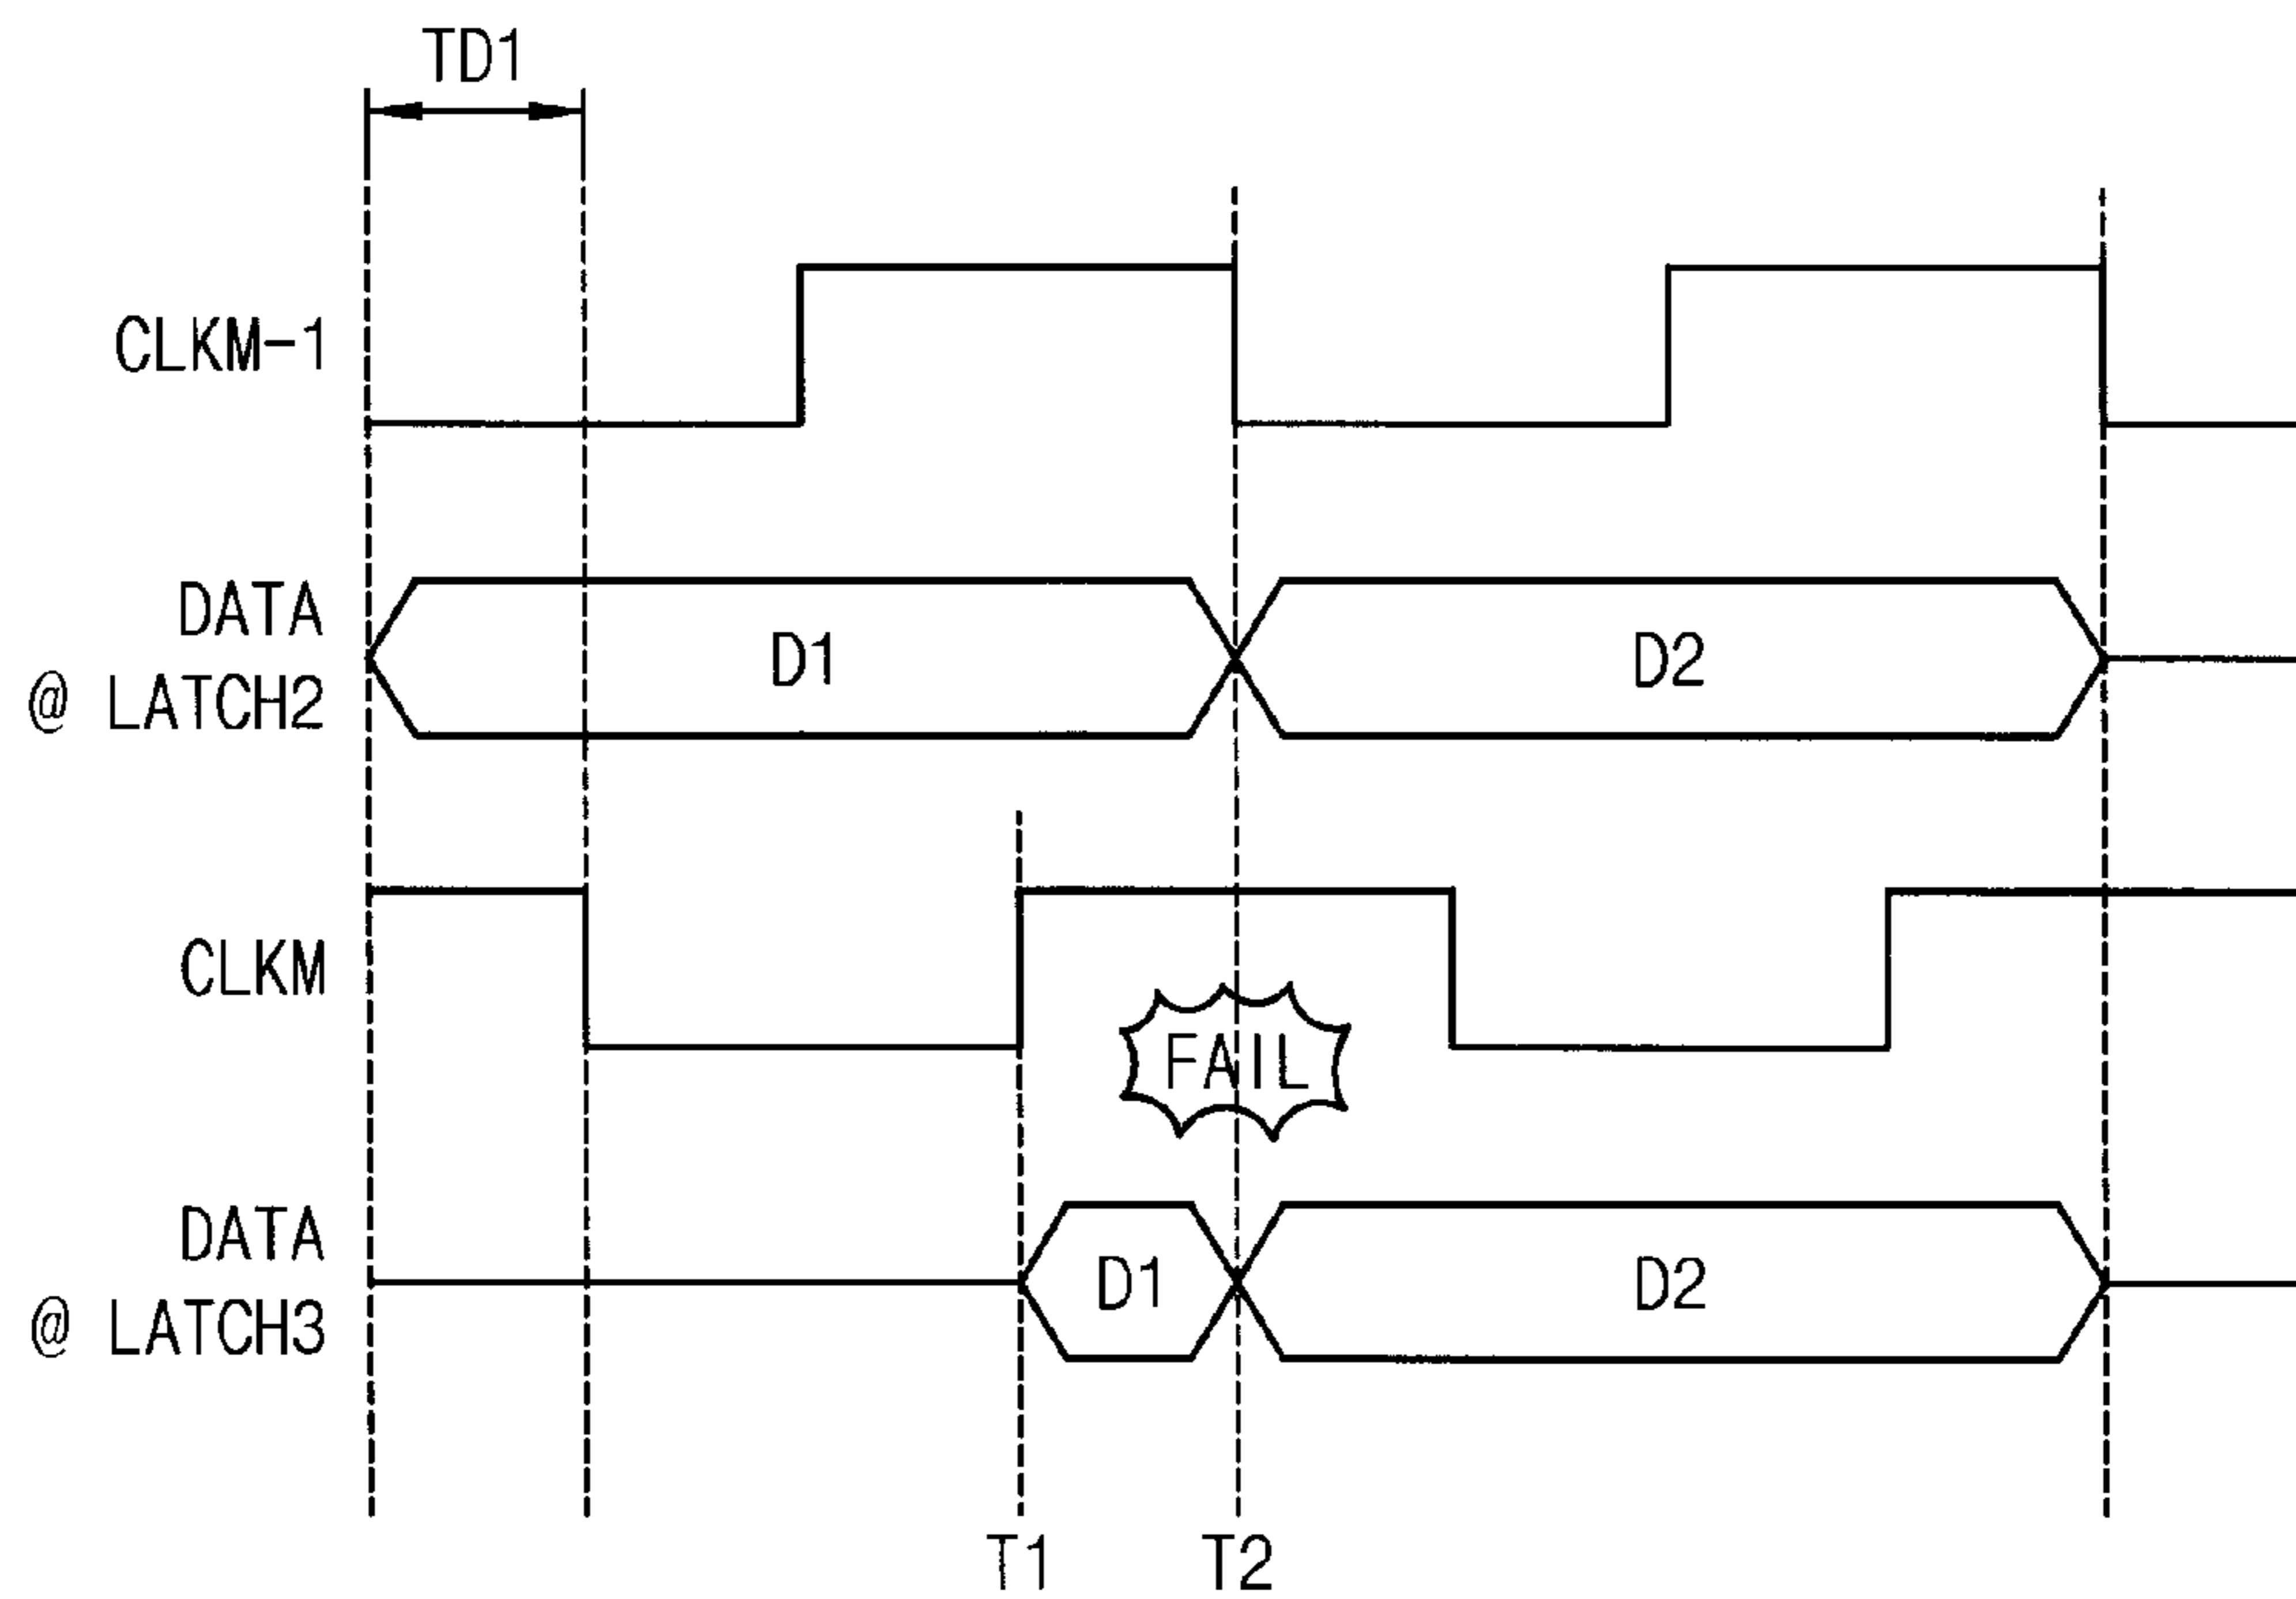 TD1
CLKM-1
DATA
@ LATCH2
D1
D2
CLKM
FAIL
DATA
@ LATCH3
D1
D2
T1
T2